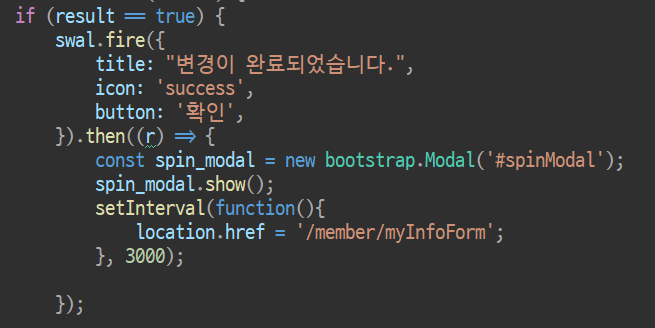 if (result == true) {
swal.fire({
title: "변경이 완료되었습니다.",
icon: 'success',
button: '확인',
}).then((r) => {
const spin_modal = new bootstrap.Modal('#spinModal');
spin_modal.show();
setInterval(function(){
location.href = '/member/myInfoForm';
}, 3000);
});